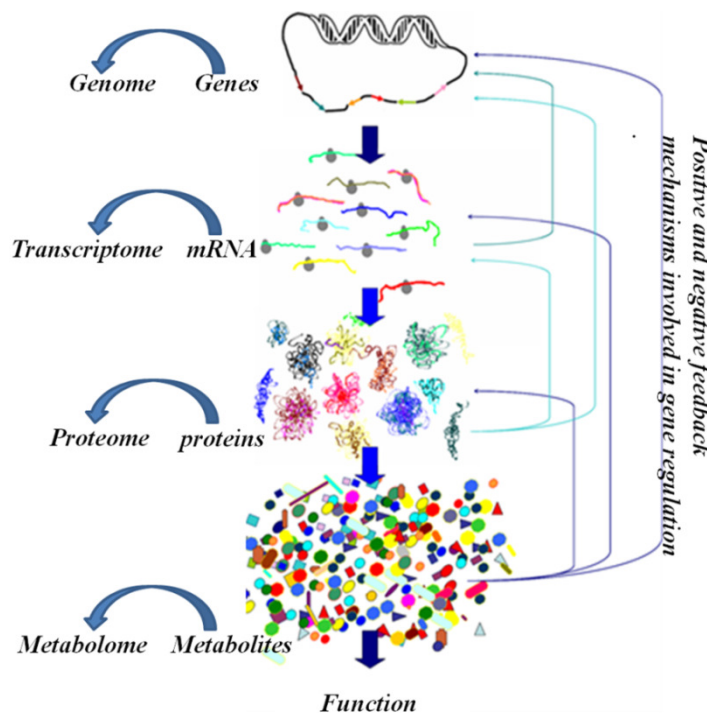 Genome Genes
Transcriptome mRNA
Proteome proteins
Metabolome Metabolites
Function
Positive and negative feedback
mechanisms involved in gene regulation